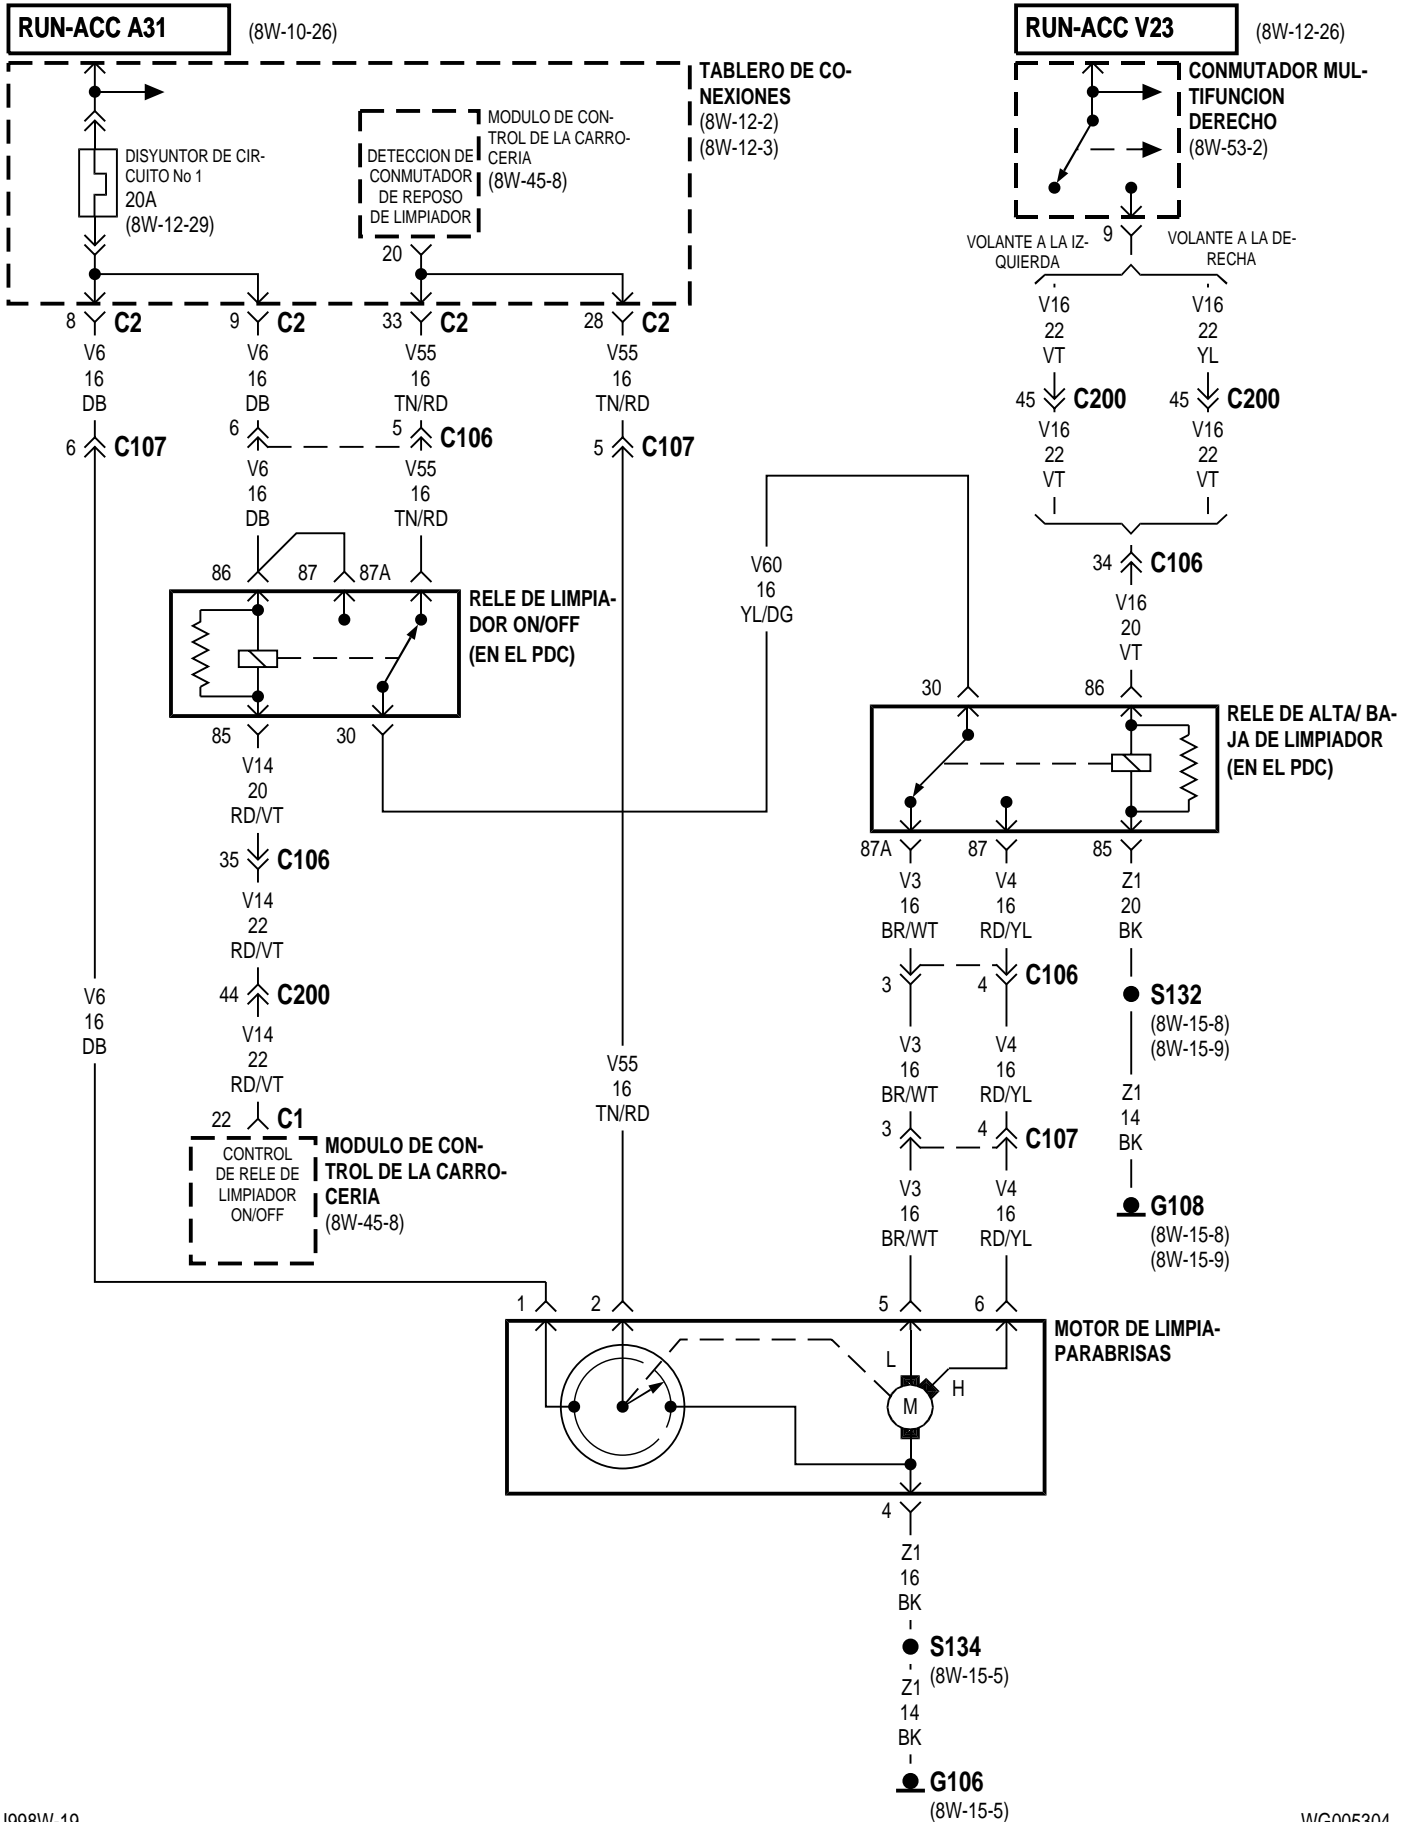 RUN-ACC A31
(8W-10-26)
RUN-ACC V23
(8W-12-26)
TABLERO DE CO-
NEXIONES
(8W-12-2)
(8W-12-3)
CONMUTADOR MUL-
TIFUNCION
DERECHO
(8W-53-2)
DISYUNTOR DE CIR-
CUITO No 1
20A
(8W-12-29)
DETECCION DE
CONMUTADOR
DE REPOSO
DE LIMPIADOR
MODULO DE CON-
TROL DE LA CARRO-
CERIA
(8W-45-8)
20
9
VOLANTE A LA IZ-
QUIERDA
VOLANTE A LA DE-
RECHA
8 C2
9 C2
33 C2
28 C2
V6
16
DB
V6
16
DB
V55
16
TN/RD
V55
16
TN/RD
V16
22
VT
V16
22
YL
45 C200
45 C200
V16
22
VT
V16
22
VT
6 C107
6
5 C106
5 C107
V6
16
DB
V55
16
TN/RD
34 C106
V16
20
VT
86
87
87A
RELE DE LIMPIA-
DOR ON/OFF
(EN EL PDC)
85
30
V60
16
YL/DG
30
86
RELE DE ALTA/ BA-
JA DE LIMPIADOR
(EN EL PDC)
87A
87
85
V14
20
RD/VT
35 C106
V14
22
RD/VT
44 C200
V14
22
RD/VT
22 C1
CONTROL
DE RELE DE
LIMPIADOR
ON/OFF
MODULO DE CON-
TROL DE LA CARRO-
CERIA
(8W-45-8)
V6
16
DB
V55
16
TN/RD
V3
16
BR/WT
V4
16
RD/YL
Z1
20
BK
3
4 C106
S132
(8W-15-8)
(8W-15-9)
V3
16
BR/WT
V4
16
RD/YL
Z1
14
BK
3
4 C107
V3
16
BR/WT
V4
16
RD/YL
G108
(8W-15-8)
(8W-15-9)
1
2
5
6
MOTOR DE LIMPIA-
PARABRISAS
L
H
M
4
Z1
16
BK
S134
(8W-15-5)
Z1
14
BK
G106
(8W-15-5)
J998W-19
WG005304